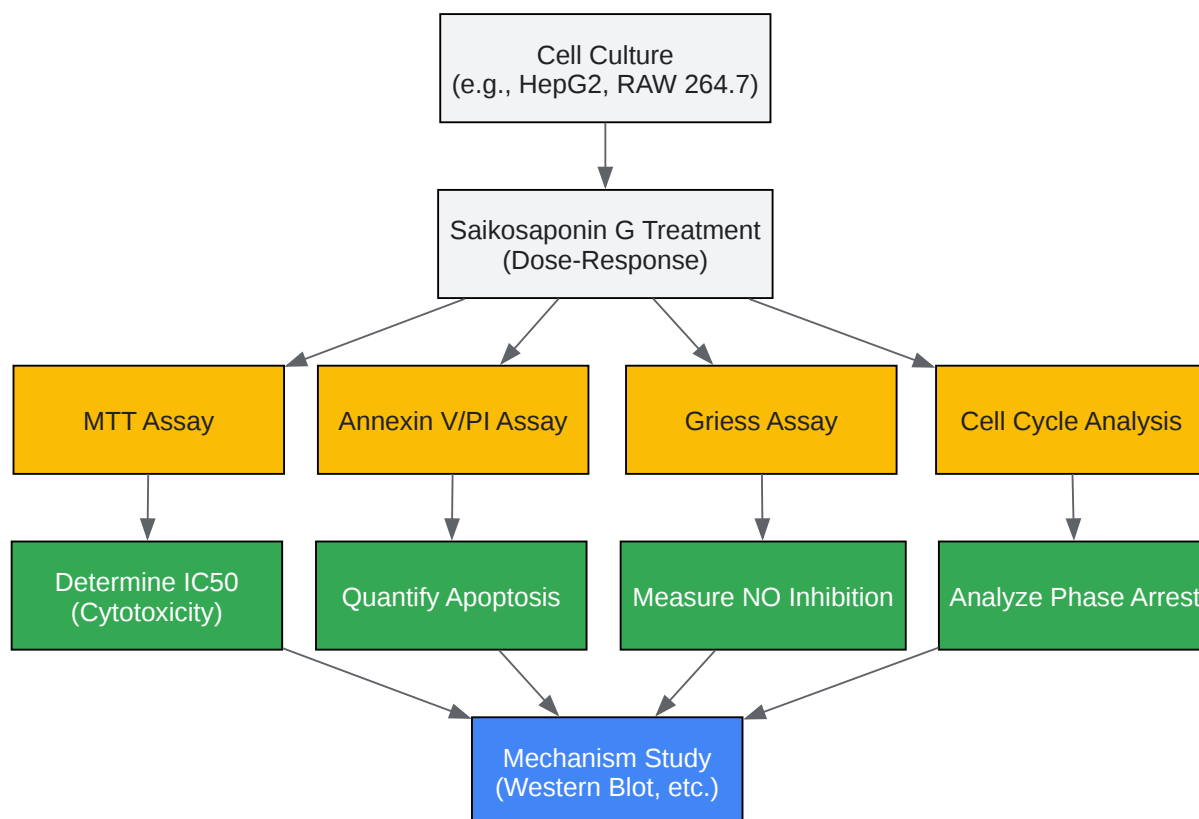 Cell Culture
(e.g., HepG2, RAW 264.7)
Saikosaponin G Treatment
(Dose-Response)
MTT Assay
Annexin V/PI Assay
Griess Assay
Cell Cycle Analysis
Determine IC50
(Cytotoxicity)
Quantify Apoptosis
Measure NO Inhibition
Analyze Phase Arrest
Mechanism Study
(Western Blot, etc.)